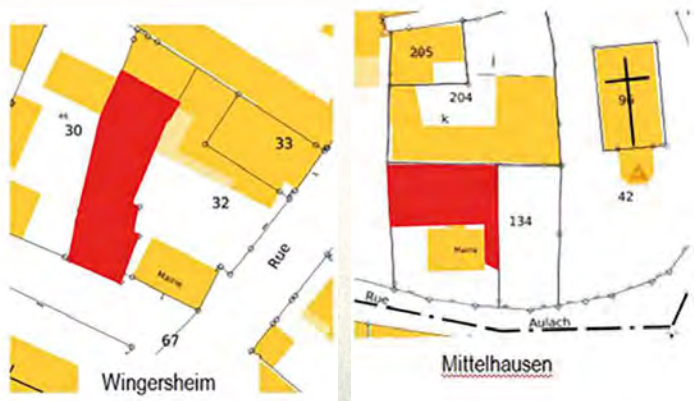 30
33
32
Rue
Mairie
67
Wingersheim
205
204
k
96
42
134
Mairie
Rue
Aulach
Mittelhausen